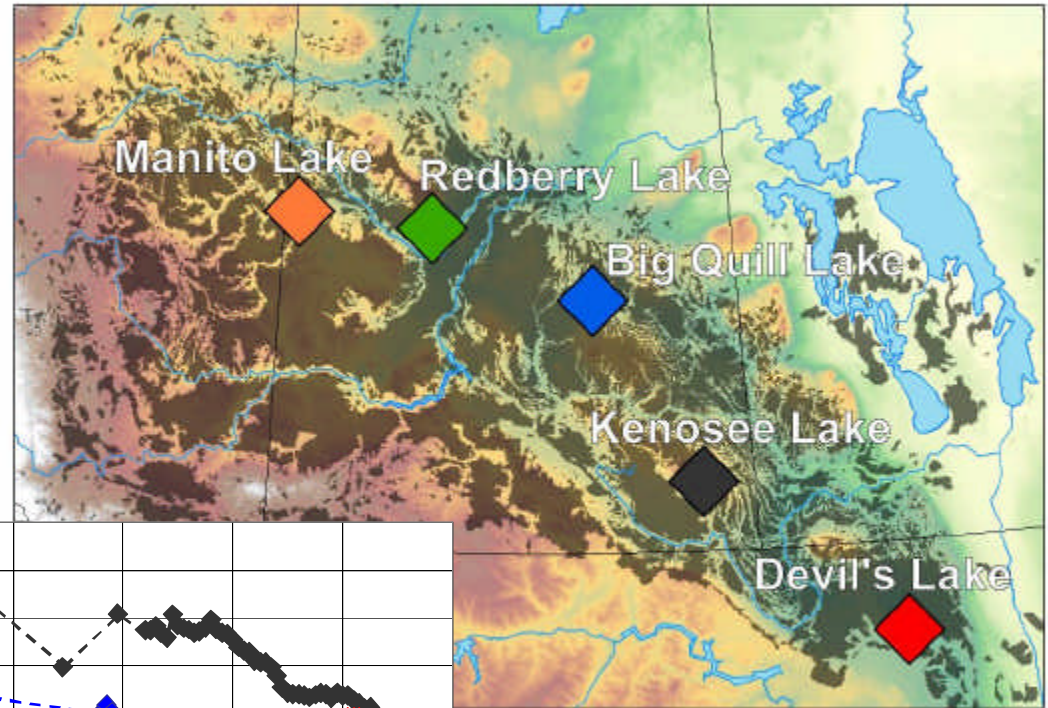 Manito Lake
Redberry Lake
Big Quill Lake
Kenosee Lake
Devil's Lake